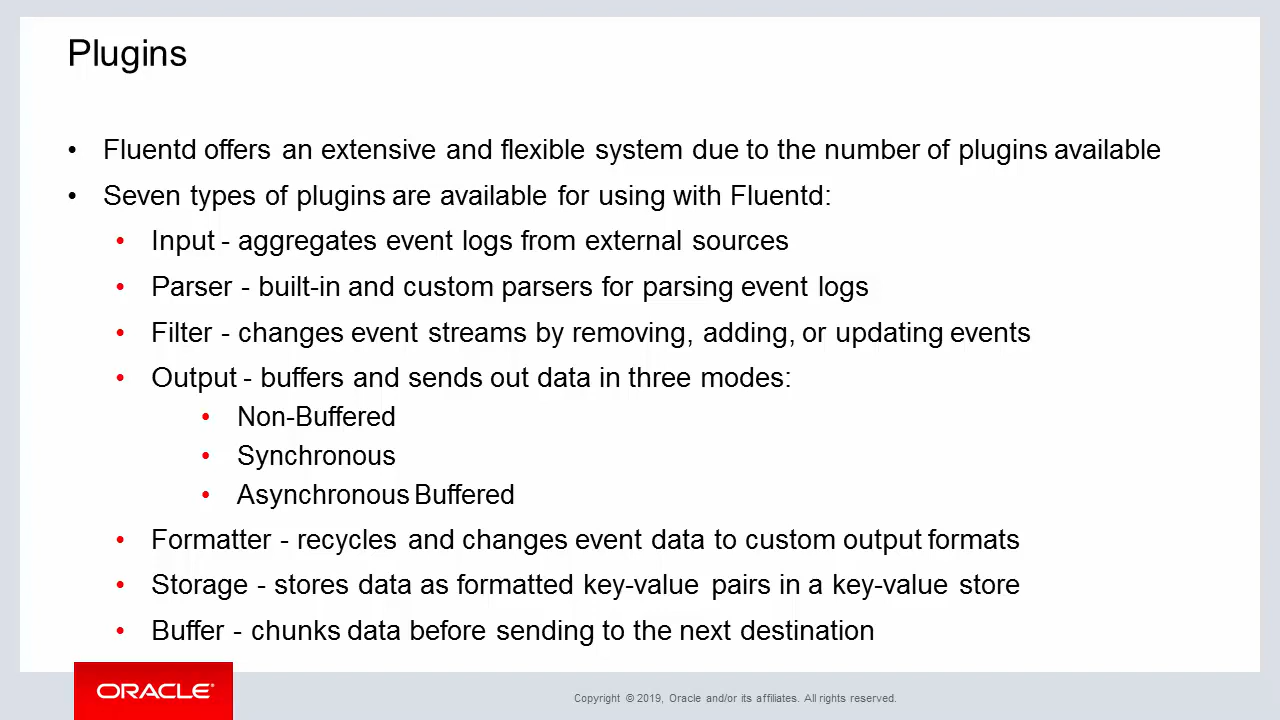 Plugins
• Fluentd offers an extensive and flexible system due to the number of plugins available
• Seven types of plugins are available for using with Fluentd:
• Input - aggregates event logs from external sources
• Parser - built-in and custom parsers for parsing event logs
• Filter - changes event streams by removing, adding, or updating events
• Output - buffers and sends out data in three modes:
• Non-Buffered
• Synchronous
• Asynchronous Buffered
• Formatter - recycles and changes event data to custom output formats
• Storage - stores data as formatted key-value pairs in a key-value store
• Buffer - chunks data before sending to the next destination
ORACLE®
Copyright © 2019, Oracle and/or its affiliates. All rights reserved.